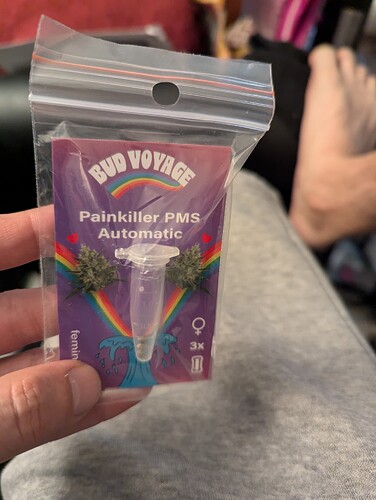 BUD VOYAGE
Painkiller PMS
Automatic
♀
3x
femin